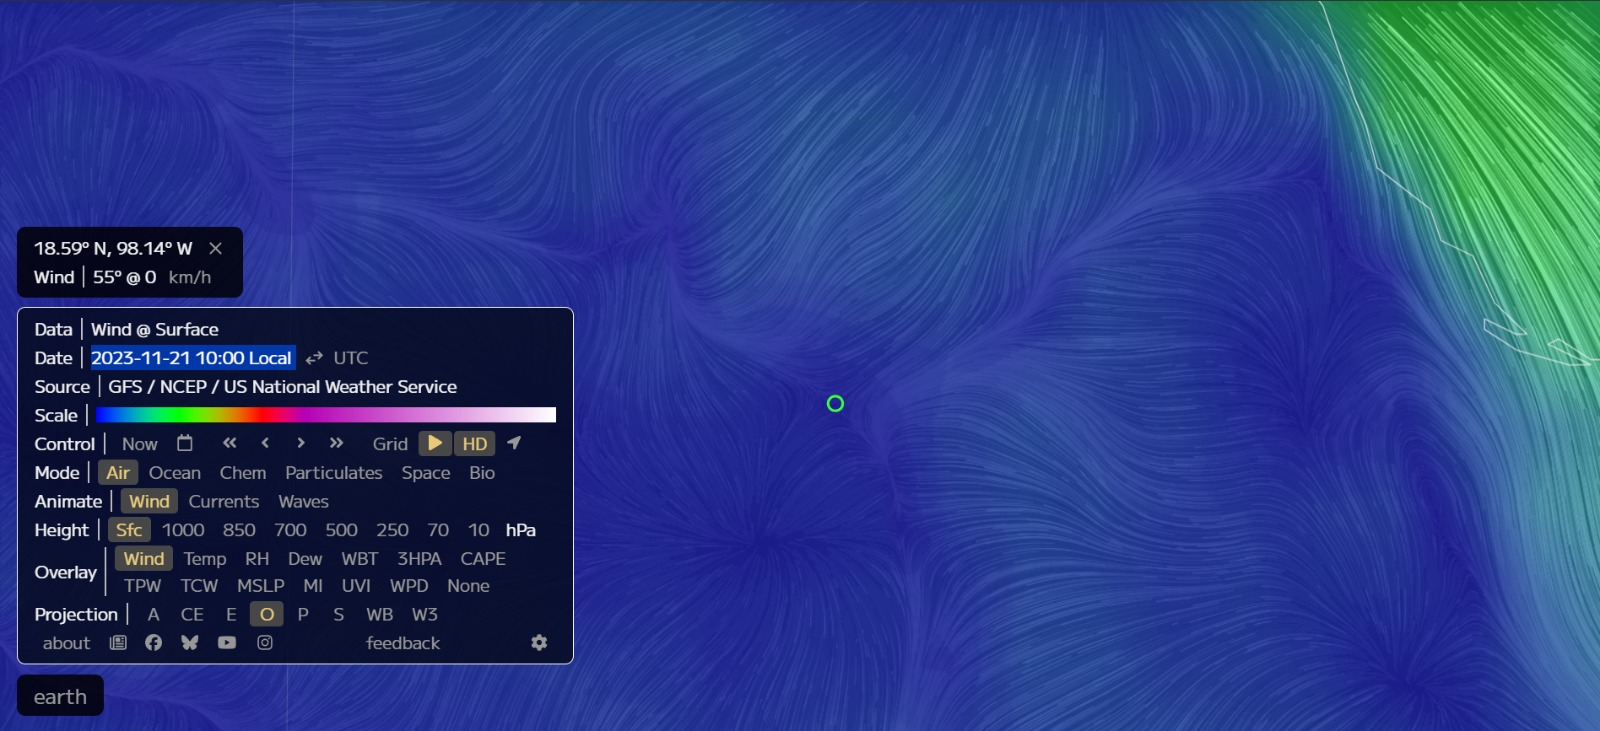 18.59° N, 98.14° W ×
Wind | 55° @ 0 km/h
Data | Wind @ Surface
Date | 2023-11-21 10:00 Local ⇄ UTC
Source | GFS / NCEP / US National Weather Service
Scale |
Control | Now « ‹ › » Grid HD
Mode | Air Ocean Chem Particulates Space Bio
Animate | Wind Currents Waves
Height | Sfc 1000 850 700 500 250 70 10 hPa
Overlay | Wind Temp RH Dew WBT 3HPA CAPE
TPW TCW MSLP MI UVI WPD None
Projection | A CE E O P S WB W3
about feedback
earth